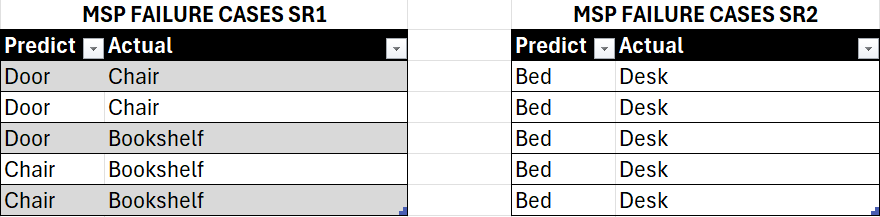 MSP FAILURE CASES SR1
Predict Actual
Door Chair
Door Chair
Door Bookshelf
Chair Bookshelf
Chair Bookshelf
MSP FAILURE CASES SR2
Predict Actual
Bed Desk
Bed Desk
Bed Desk
Bed Desk
Bed Desk